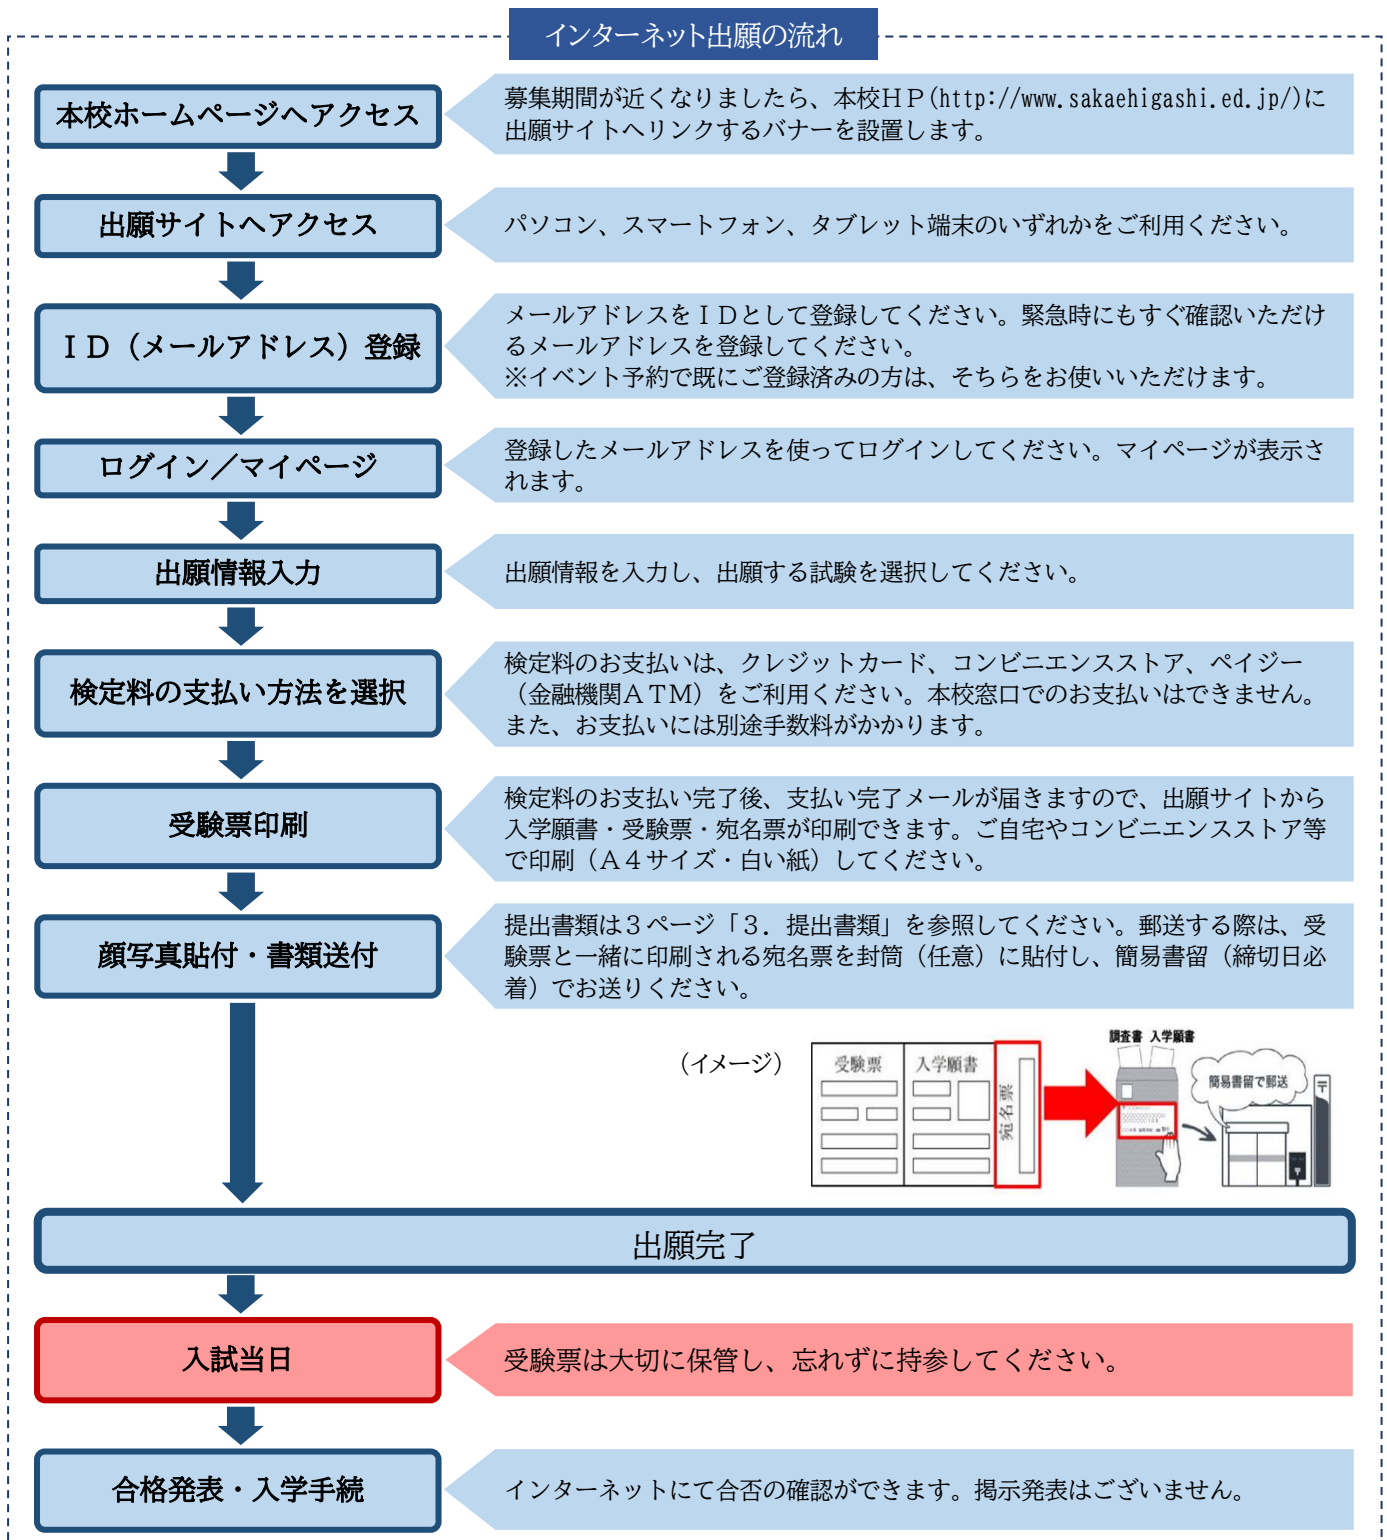 インターネット出願の流れ
本校ホームページへアクセス
募集期間が近くなりましたら、本校ＨＰ(http://www.sakaehigashi.ed.jp/)に
出願サイトへリンクするバナーを設置します。
出願サイトへアクセス
パソコン、スマートフォン、タブレット端末のいずれかをご利用ください。
ＩＤ（メールアドレス）登録
メールアドレスをＩＤとして登録してください。緊急時にもすぐ確認いただけ
るメールアドレスを登録してください。
※イベント予約で既にご登録済みの方は、そちらをお使いいただけます。
ログイン／マイページ
登録したメールアドレスを使ってログインしてください。マイページが表示さ
れます。
出願情報入力
出願情報を入力し、出願する試験を選択してください。
検定料の支払い方法を選択
検定料のお支払いは、クレジットカード、コンビニエンスストア、ペイジー
（金融機関ＡＴＭ）をご利用ください。本校窓口でのお支払いはできません。
また、お支払いには別途手数料がかかります。
受験票印刷
検定料のお支払い完了後、支払い完了メールが届きますので、出願サイトから
入学願書・受験票・宛名票が印刷できます。ご自宅やコンビニエンスストア等
で印刷（Ａ４サイズ・白い紙）してください。
顔写真貼付・書類送付
提出書類は３ページ「３．提出書類」を参照してください。郵送する際は、受
験票と一緒に印刷される宛名票を封筒（任意）に貼付し、簡易書留（締切日必
着）でお送りください。
（イメージ）
受験票
入学願書
宛名票
調査書 入学願書
簡易書留で郵送
〒
〒
出願完了
入試当日
受験票は大切に保管し、忘れずに持参してください。
合格発表・入学手続
インターネットにて合否の確認ができます。掲示発表はございません。